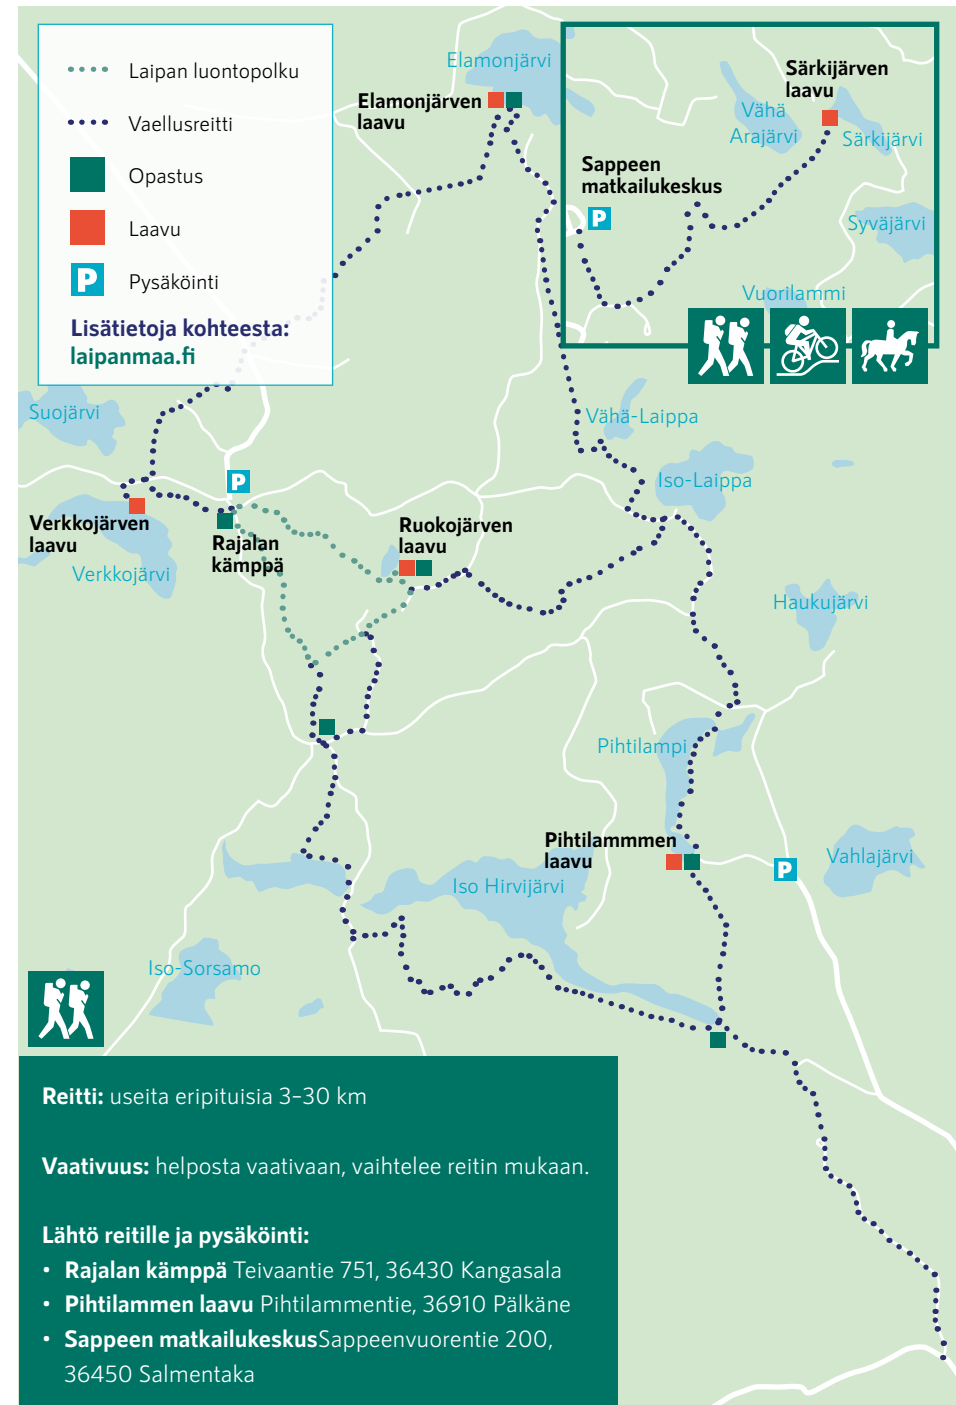 Laipan luontopolku
Vaellusreitti
Opastus
Laavu
P
Pysäköinti
Lisätietoja kohteesta:
laipanmaa.fi
Elamonjärvi
Elamonjärven
laavu
Särkijärven
laavu
Vähä
Arajärvi
Särkijärvi
Sappeen
matkailukeskus
P
Syväjärvi
Vuorilammi
Suojärvi
Vähä-Laippa
Iso-Laippa
P
Verkkojärven
laavu
Rajalan
kämppä
Ruokojärven
laavu
Verkkojärvi
Haukujärvi
Pihtilampi
Pihtilammmen
laavu
P
Vahlajärvi
Iso Hirvijärvi
Iso-Sorsamo
Reitti: useita eripituisia 3–30 km
Vaativuus: helposta vaativaan, vaihtelee reitin mukaan.
Lähtö reitille ja pysäköinti:
• Rajalan kämppä Teivaantie 751, 36430 Kangasala
• Pihtilammen laavu Pihtilammentie, 36910 Pälkäne
• Sappeen matkailukeskusSappeenvuorentie 200,
36450 Salmentaka